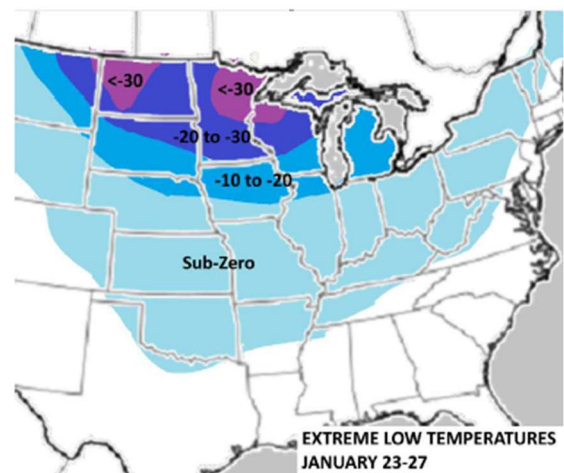 <-30
<-30
-20 to -30
-10 to -20
Sub-Zero
EXTREME LOW TEMPERATURES
JANUARY 23-27